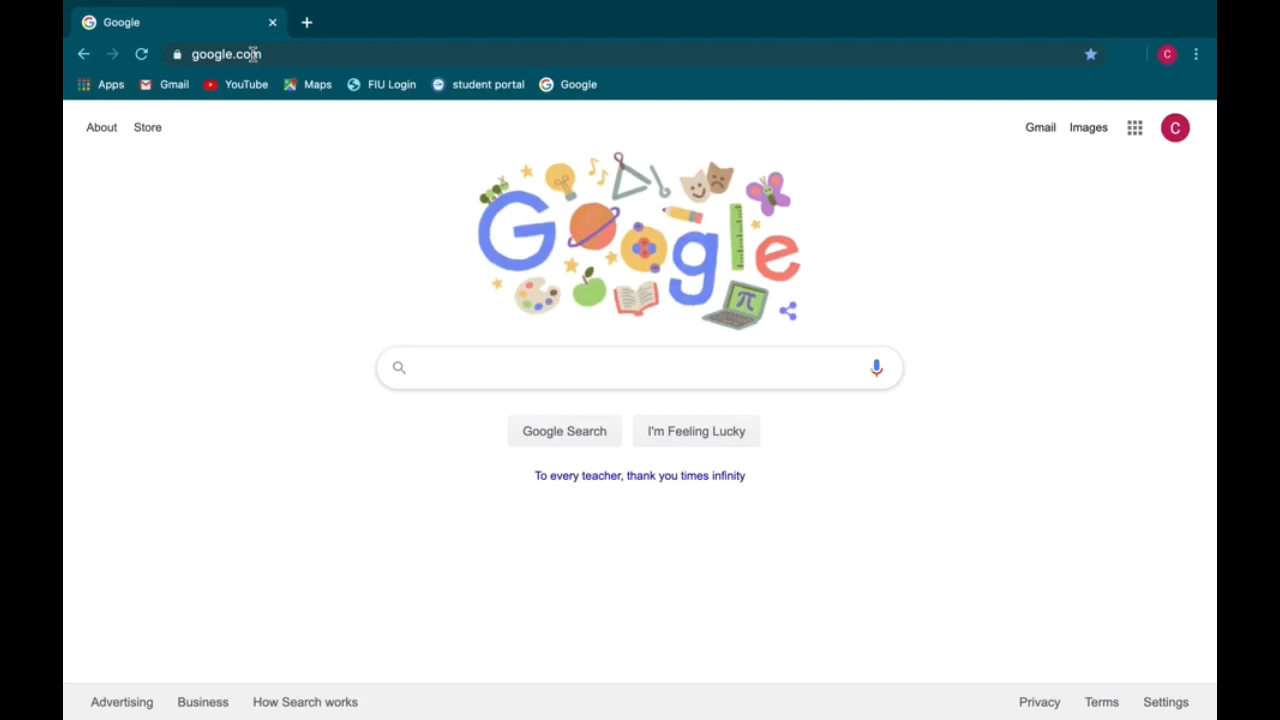 Google
google.com
C
Apps Gmail YouTube Maps FIU Login student portal Google
About Store
Gmail Images C
Google
π
Google Search I'm Feeling Lucky
To every teacher, thank you times infinity
Advertising Business How Search works
Privacy Terms Settings